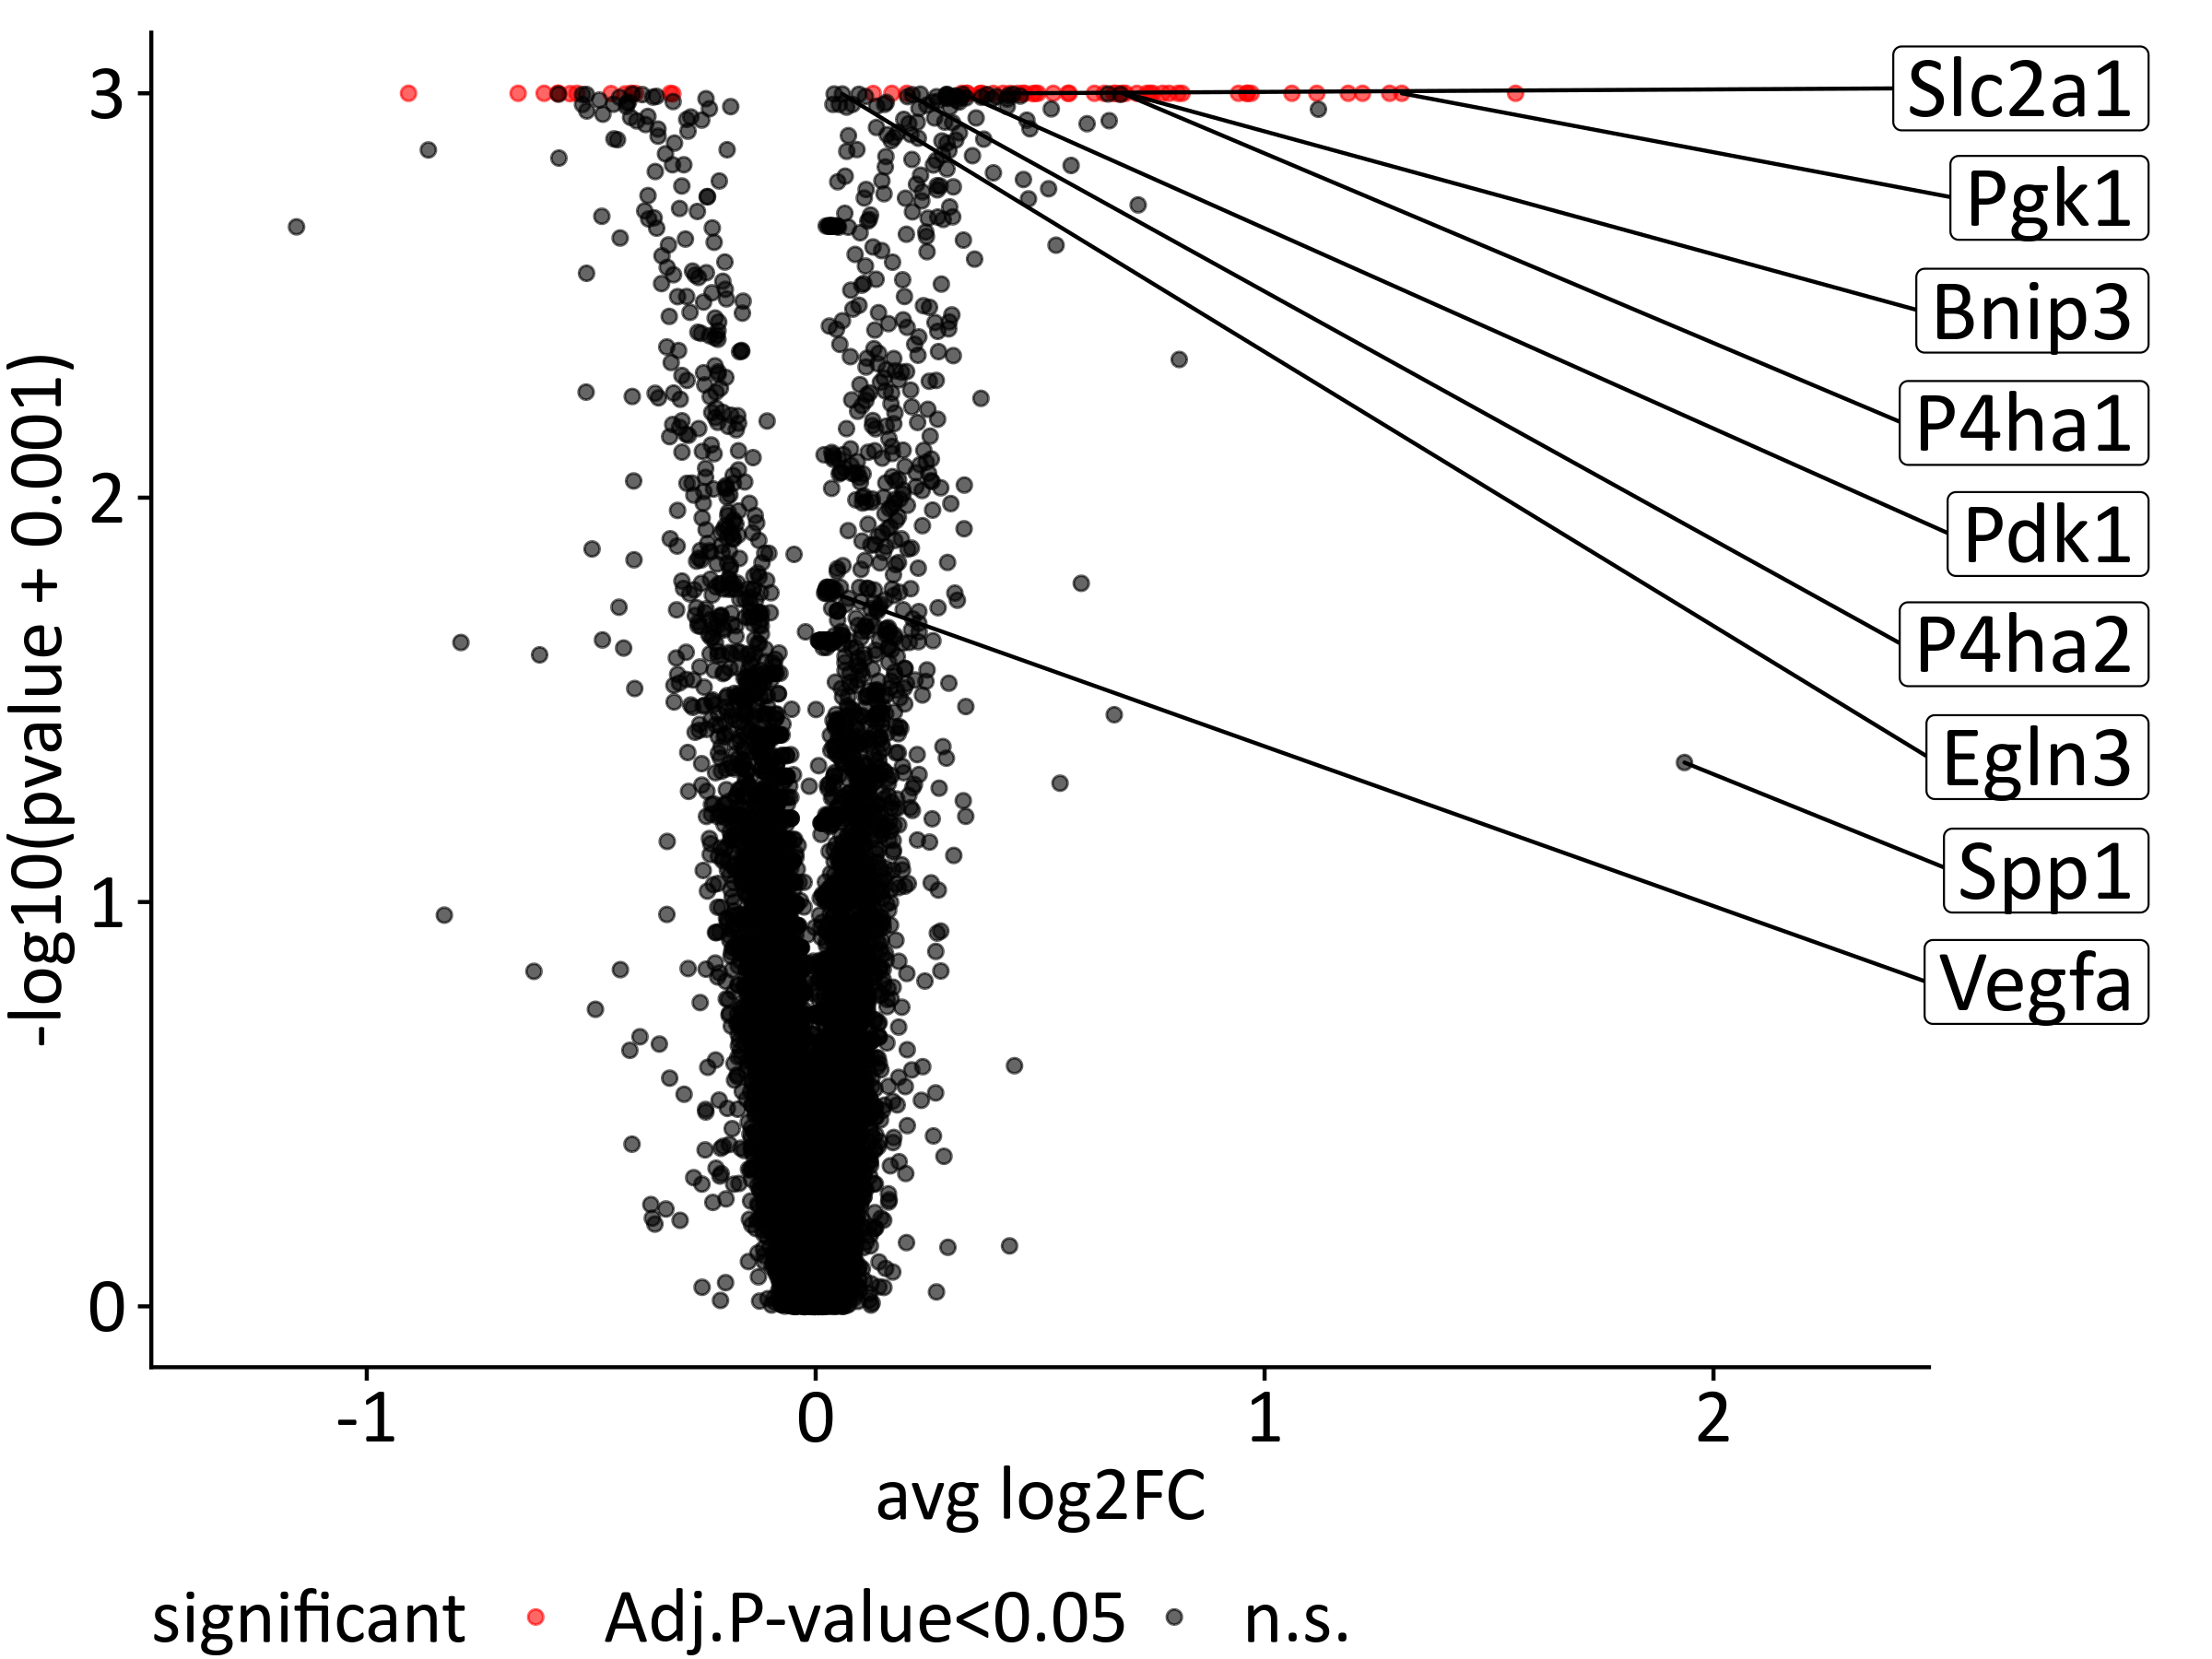 -log10(pvalue + 0.001)
3
2
1
0
Slc2a1
Pgk1
Bnip3
P4ha1
Pdk1
P4ha2
Egln3
Spp1
Vegfa
-1 0 1 2
avg log2FC
significant Adj.P-value<0.05 n.s.